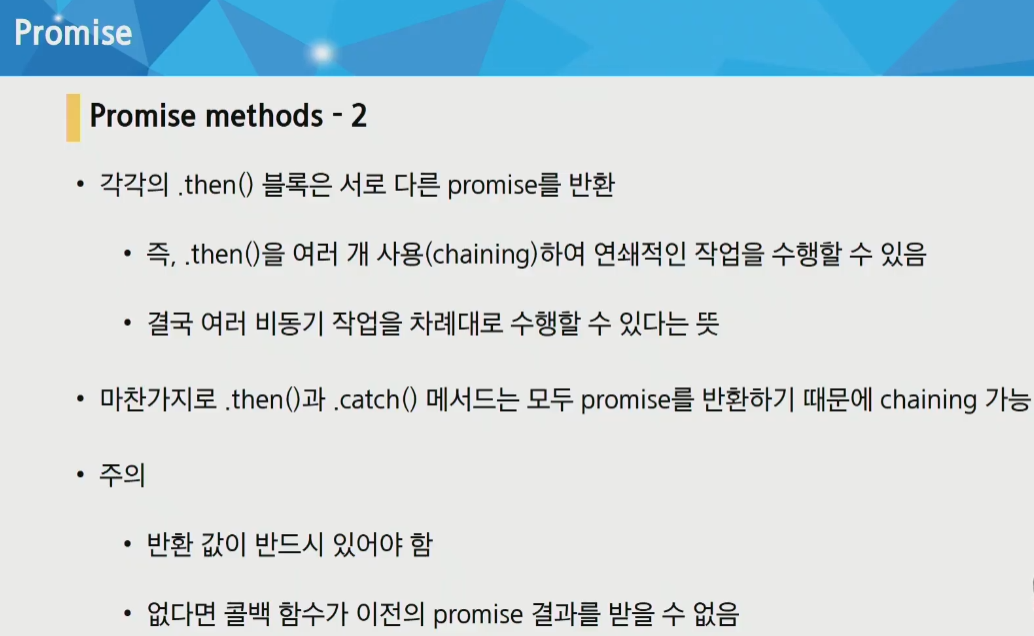 Promise
Promise methods - 2
• 각각의 .then() 블록은 서로 다른 promise를 반환
• 즉, .then()을 여러 개 사용(chaining)하여 연쇄적인 작업을 수행할 수 있음
• 결국 여러 비동기 작업을 차례대로 수행할 수 있다는 뜻
• 마찬가지로 .then()과 .catch() 메서드는 모두 promise를 반환하기 때문에 chaining 가능
• 주의
• 반환 값이 반드시 있어야 함
• 없다면 콜백 함수가 이전의 promise 결과를 받을 수 없음